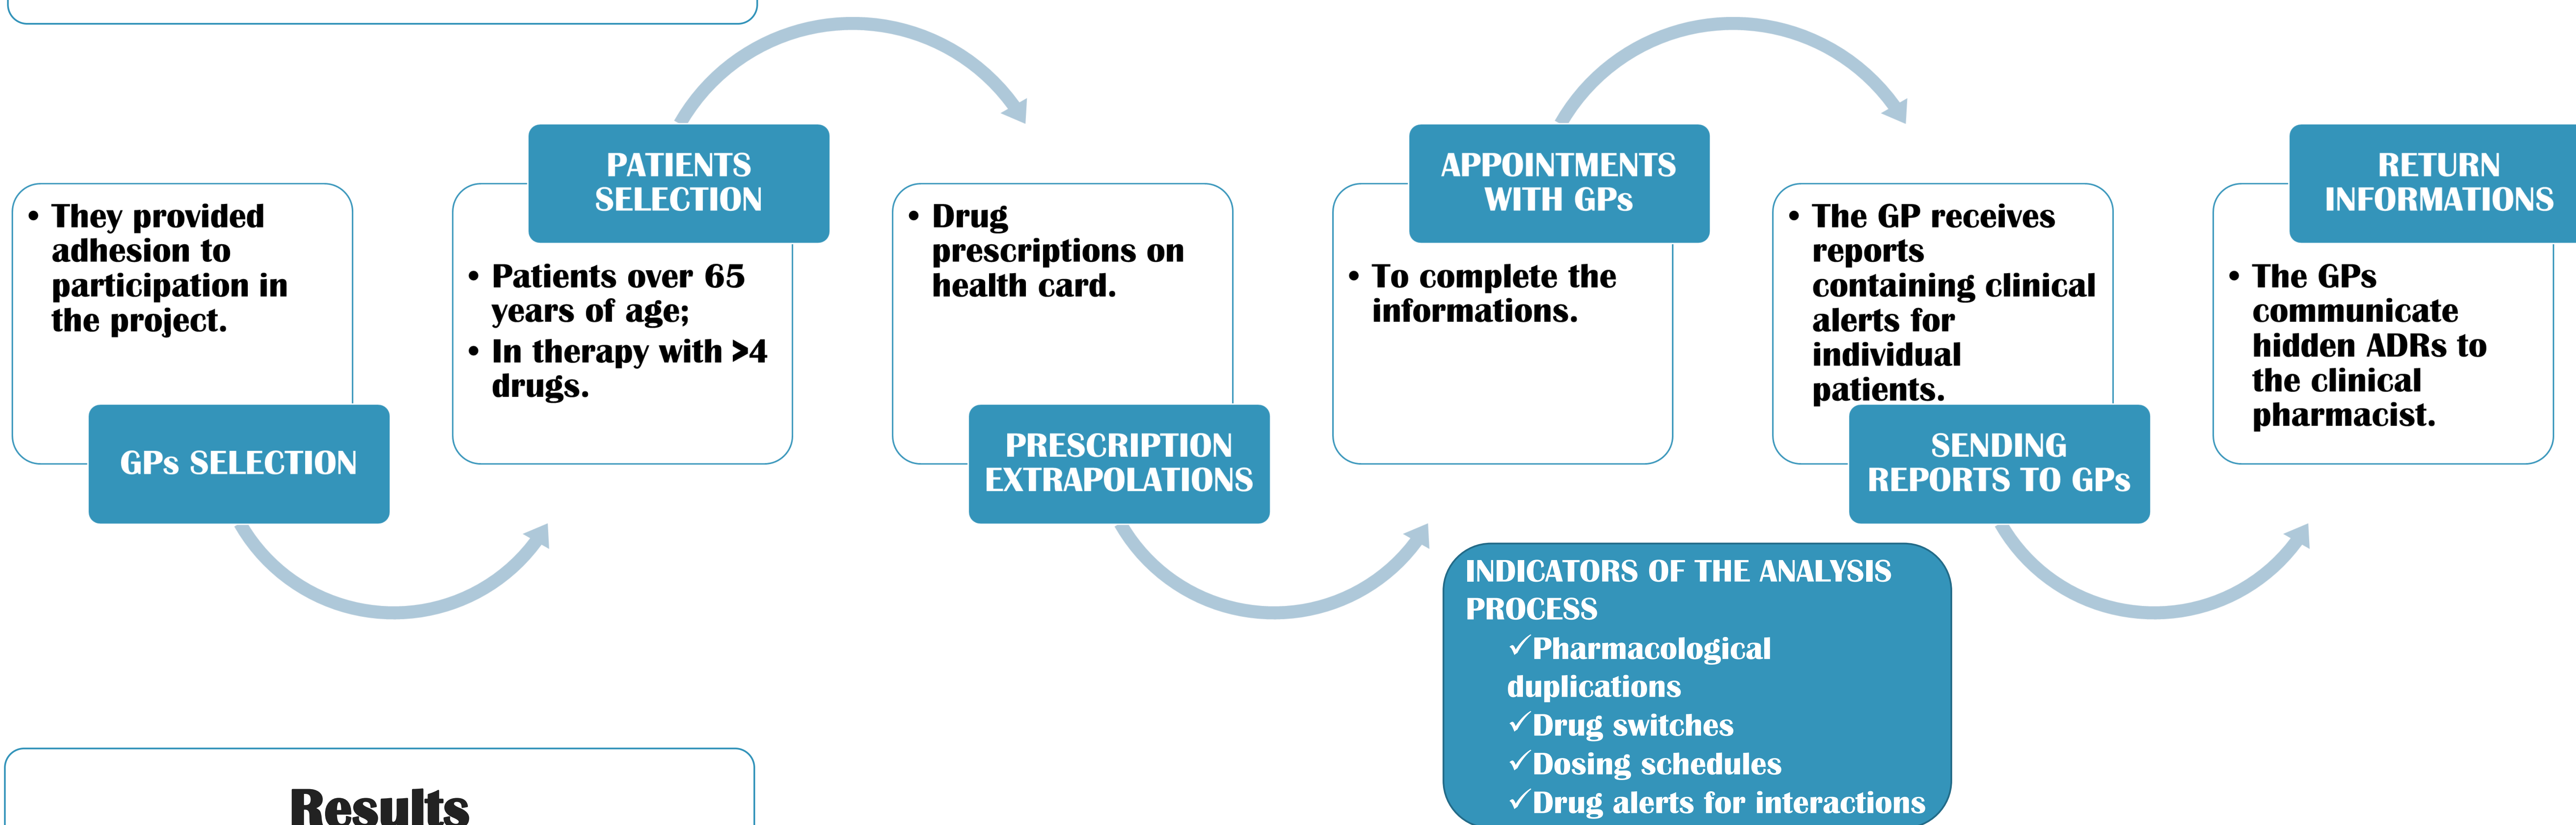 • They provided
adhesion to
participation in
the project.
GPs SELECTION
PATIENTS
SELECTION
• Patients over 65
years of age;
• In therapy with >4
drugs.
• Drug
prescriptions on
health card.
PRESCRIPTION
EXTRAPOLATIONS
APPOINTMENTS
WITH GPs
• To complete the
informations.
• The GP receives
reports
containing clinical
alerts for
individual
patients.
SENDING
REPORTS TO GPs
RETURN
INFORMATIONS
• The GPs
communicate
hidden ADRs to
the clinical
pharmacist.
INDICATORS OF THE ANALYSIS
PROCESS
✓Pharmacological
duplications
✓Drug switches
✓Dosing schedules
✓Drug alerts for interactions
Results